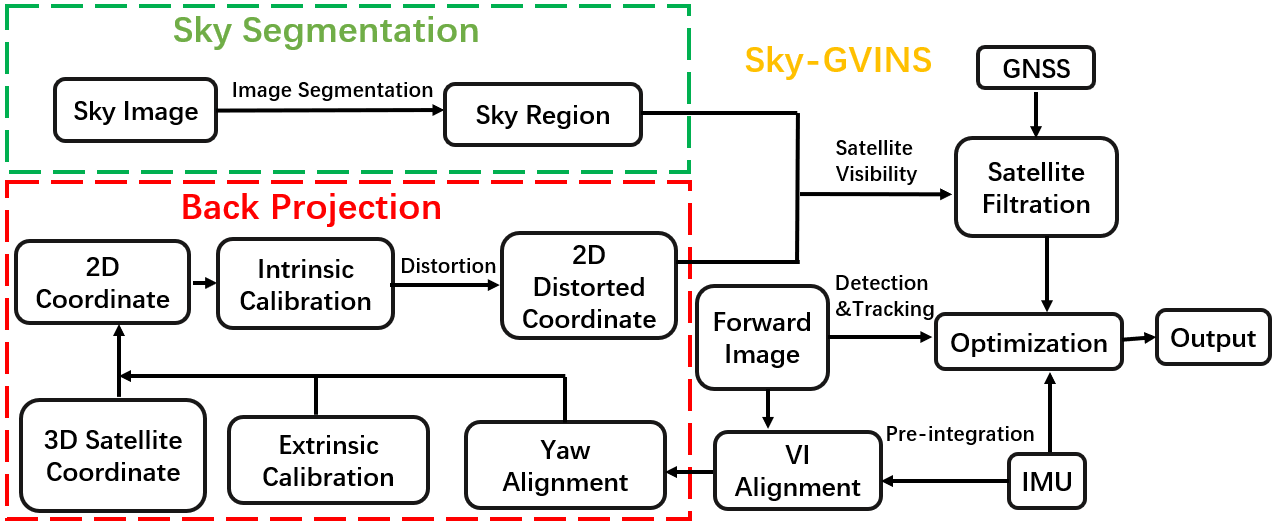 Sky Segmentation
Sky Image
Image Segmentation
Sky Region
Sky-GVINS
GNSS
Satellite
Visibility
Satellite
Filtration
Back Projection
2D
Coordinate
Intrinsic
Calibration
Distortion
2D
Distorted
Coordinate
Forward
Image
Detection
&Tracking
Optimization
Output
3D Satellite
Coordinate
Extrinsic
Calibration
Yaw
Alignment
VI
Alignment
Pre-integration
IMU